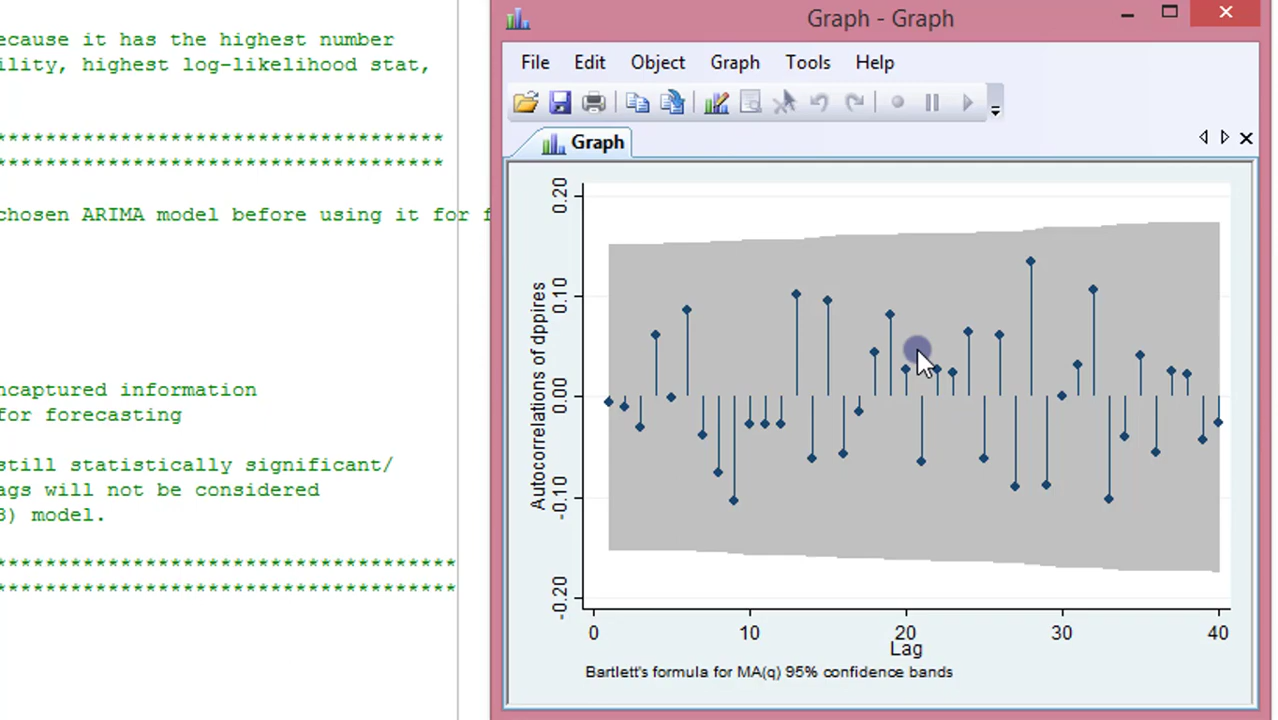 ecause it has the highest number
ility, highest log-likelihood stat,
*************************************
*************************************
chosen ARIMA model before using it for f
ncaptured information
for forecasting
still statistically significant/
ags will not be considered
3) model.
**************************************
**************************************
Graph - Graph
File Edit Object Graph Tools Help
Graph
Autocorrelations of dppires
0.20
0.10
0.00
-0.10
-0.20
0 10 20 30 40
Lag
Bartlett's formula for MA(q) 95% confidence bands